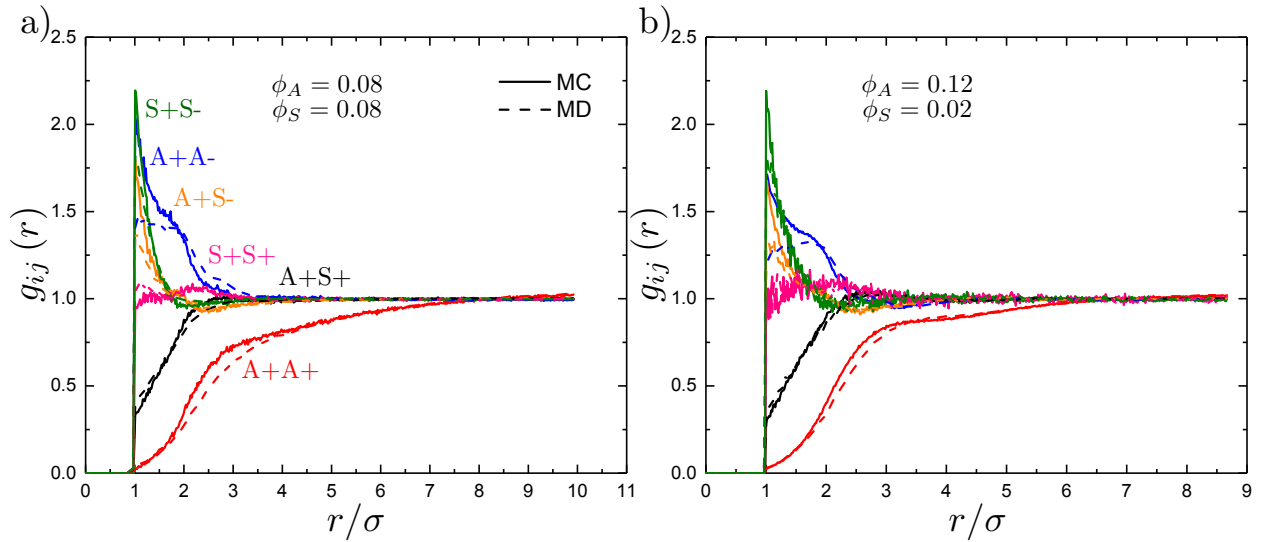 a)
g_{ij}(r)
2.5
2.0
1.5
1.0
0.5
0.0
ϕ_A = 0.08
ϕ_S = 0.08
MC
MD
S+S-
A+A-
A+S-
S+S+
A+S+
A+A+
0 1 2 3 4 5 6 7 8 9 10 11
r/σ
b)
g_{ij}(r)
2.5
2.0
1.5
1.0
0.5
0.0
ϕ_A = 0.12
ϕ_S = 0.02
0 1 2 3 4 5 6 7 8 9
r/σ